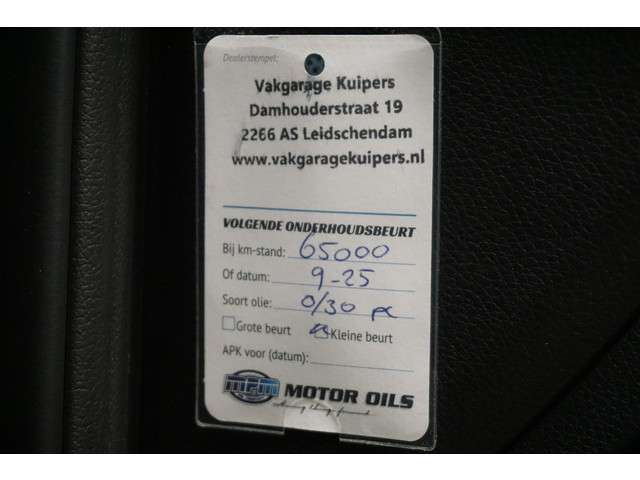 Dealerstempel:
Vakgarage Kuipers
Damhouderstraat 19
2266 AS Leidschendam
www.vakgaragekuipers.nl
VOLGENDE ONDERHOUDSBEURT
Bij km-stand: 65000
Of datum: 9-25
Soort olie: 0/30
Grote beurt Kleine beurt
APK voor (datum):
MPM MOTOR OILS